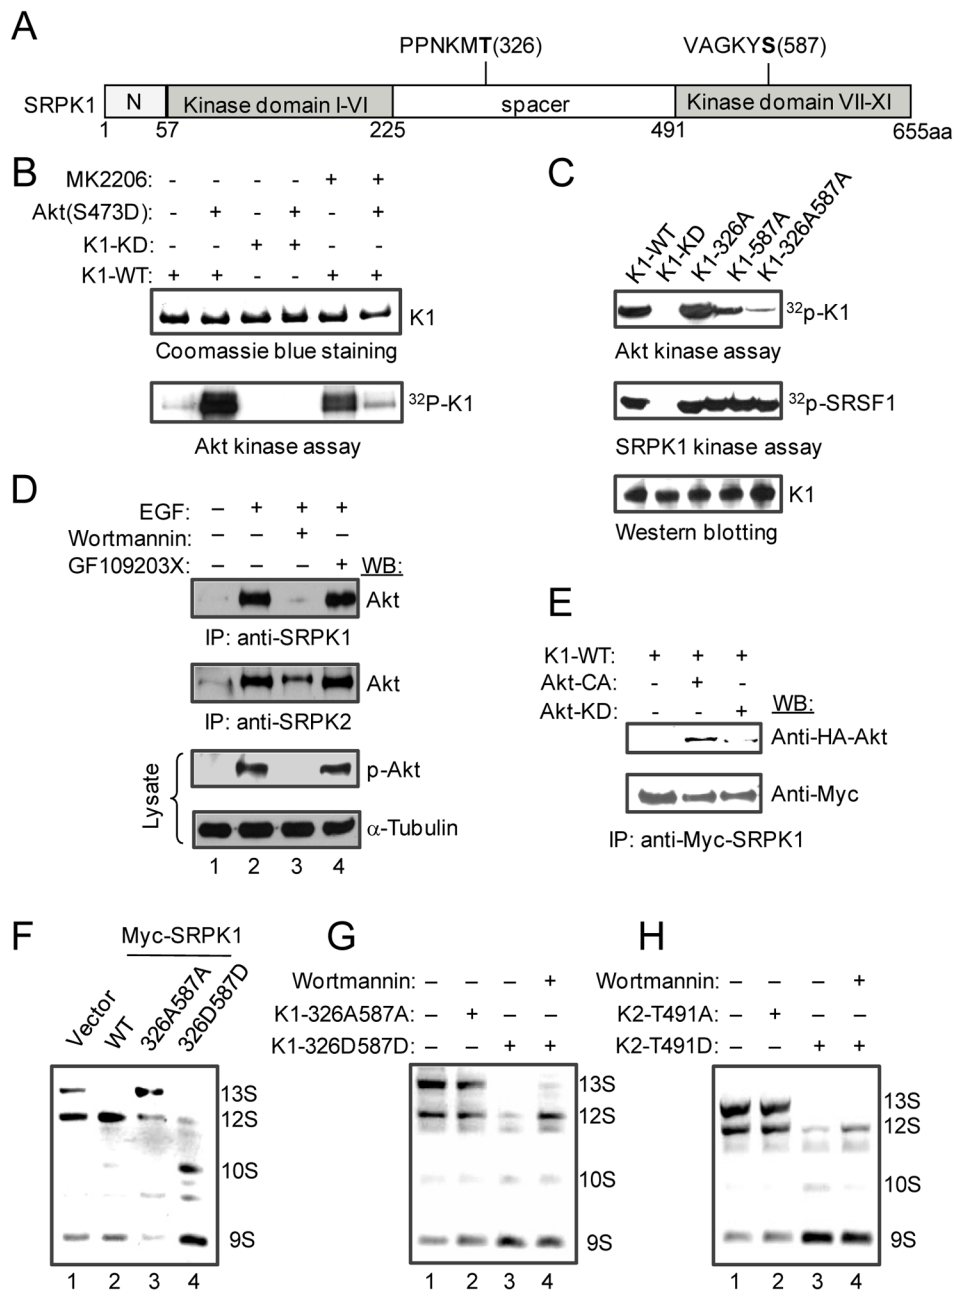 A
PPNKMT(326) VAGKYS(587)
SRPK1 N Kinase domain I-VI spacer Kinase domain VII-XI
1 57 225 491 655aa
B
MK2206: - - - - + +
Akt(S473D): - + - + - +
K1-KD: - - + + - -
K1-WT: + + - - + +
K1
Coomassie blue staining
32P-K1
Akt kinase assay
C
K1-WT K1-KD K1-326A K1-587A K1-326A587A
32p-K1
Akt kinase assay
32p-SRSF1
SRPK1 kinase assay
K1
Western blotting
D
EGF: – + + +
Wortmannin: – – + –
GF109203X: – – – + WB:
Akt
IP: anti-SRPK1
Akt
IP: anti-SRPK2
Lysate
p-Akt
α-Tubulin
1 2 3 4
E
K1-WT: + + +
Akt-CA: - + -
Akt-KD: - - + WB:
Anti-HA-Akt
Anti-Myc
IP: anti-Myc-SRPK1
F
Myc-SRPK1
Vector WT 326A587A 326D587D
13S
12S
10S
9S
1 2 3 4
G
Wortmannin: – – – +
K1-326A587A: – + – –
K1-326D587D: – – + +
13S
12S
10S
9S
1 2 3 4
H
Wortmannin: – – – +
K2-T491A: – + – –
K2-T491D: – – + +
13S
12S
10S
9S
1 2 3 4